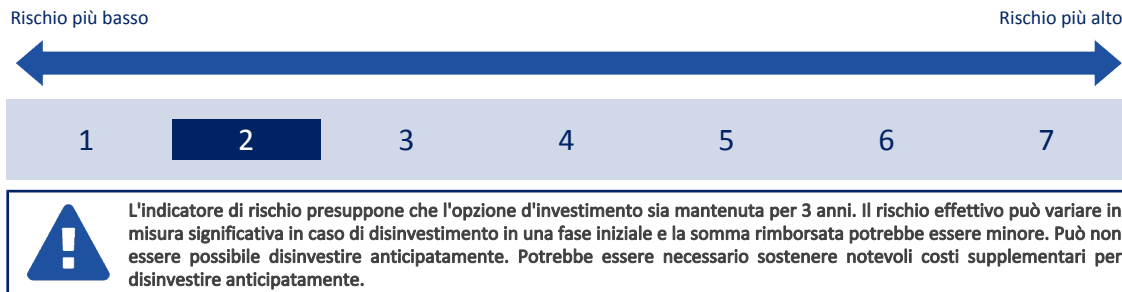 Rischio più basso
Rischio più alto
1 2 3 4 5 6 7
L'indicatore di rischio presuppone che l'opzione d'investimento sia mantenuta per 3 anni. Il rischio effettivo può variare in
misura significativa in caso di disinvestimento in una fase iniziale e la somma rimborsata potrebbe essere minore. Può non
essere possibile disinvestire anticipatamente. Potrebbe essere necessario sostenere notevoli costi supplementari per
disinvestire anticipatamente.